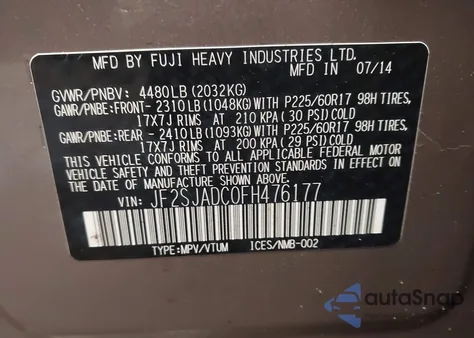 MFD BY FUJI HEAVY INDUSTRIES LTD.
MFD IN 07/14
GVWR/PNBV: 4480LB (2032KG)
GAWR/PNBE: FRONT- 2310LB (1048KG) WITH P225/60R17 98H TIRES,
17X7J RIMS AT 210 KPA (30 PSI) COLD
GAWR/PNBE: REAR - 2410LB (1093KG) WITH P225/60R17 98H TIRES,
17X7J RIMS AT 200 KPA (29 PSI) COLD
THIS VEHICLE CONFORMS TO ALL APPLICABLE FEDERAL MOTOR
VEHICLE SAFETY, BUMPER, AND THEFT PREVENTION STANDARDS
IN EFFECT ON THE DATE OF MANUFACTURE SHOWN ABOVE.
VIN: JF2SJADC0FH476177
TYPE:MPV/VTUM ICES/NMB-002
autoSnap